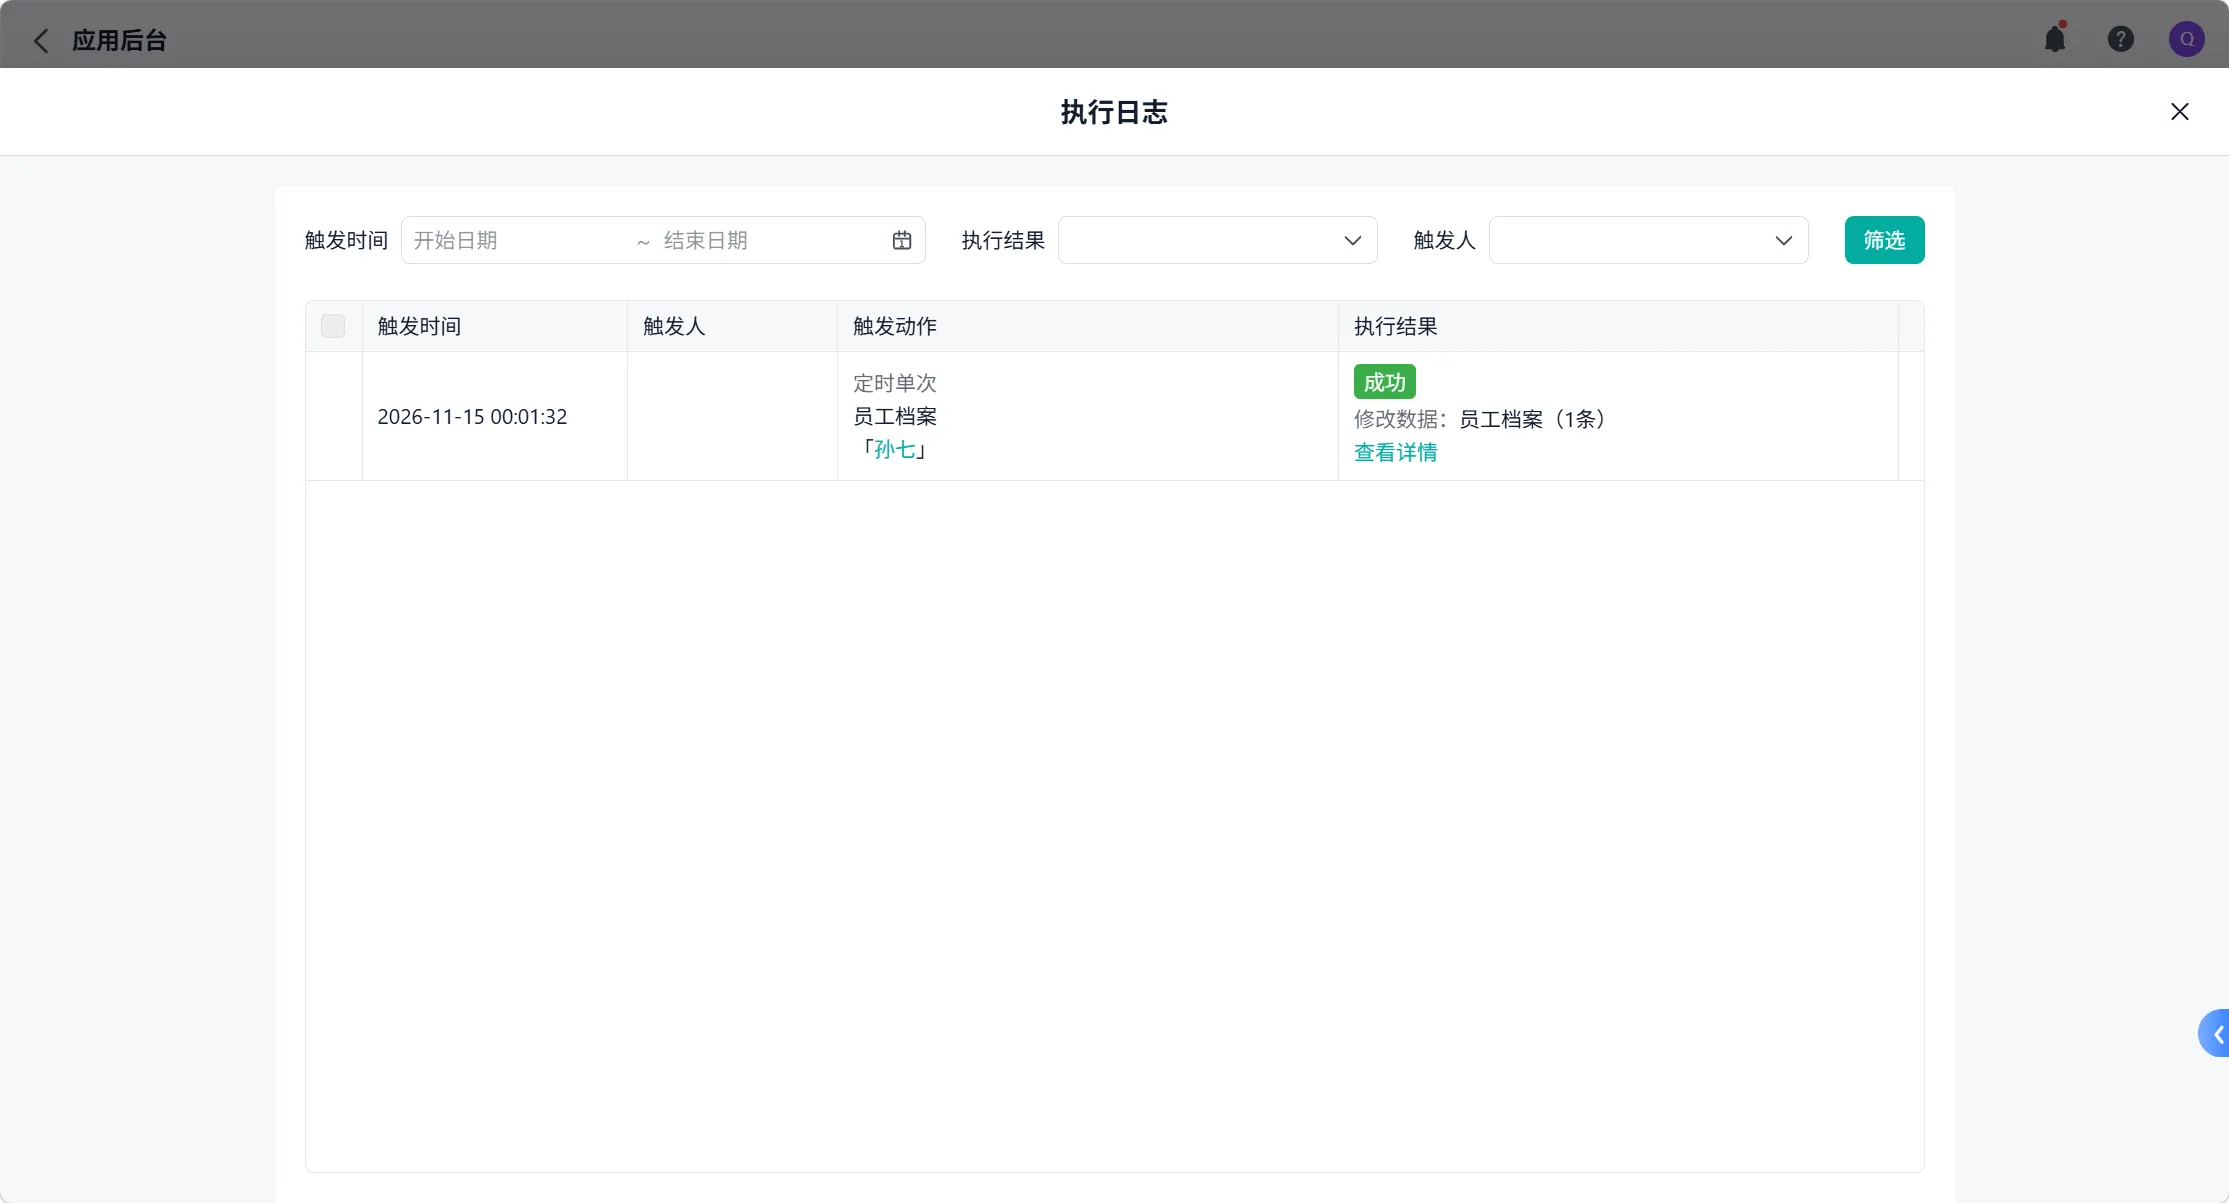 应用后台
Q
执行日志
触发时间 开始日期 ~ 结束日期 执行结果 触发人 筛选
触发时间 触发人 触发动作 执行结果
2026-11-15 00:01:32
定时单次
员工档案
「孙七」
成功
修改数据：员工档案（1条）
查看详情